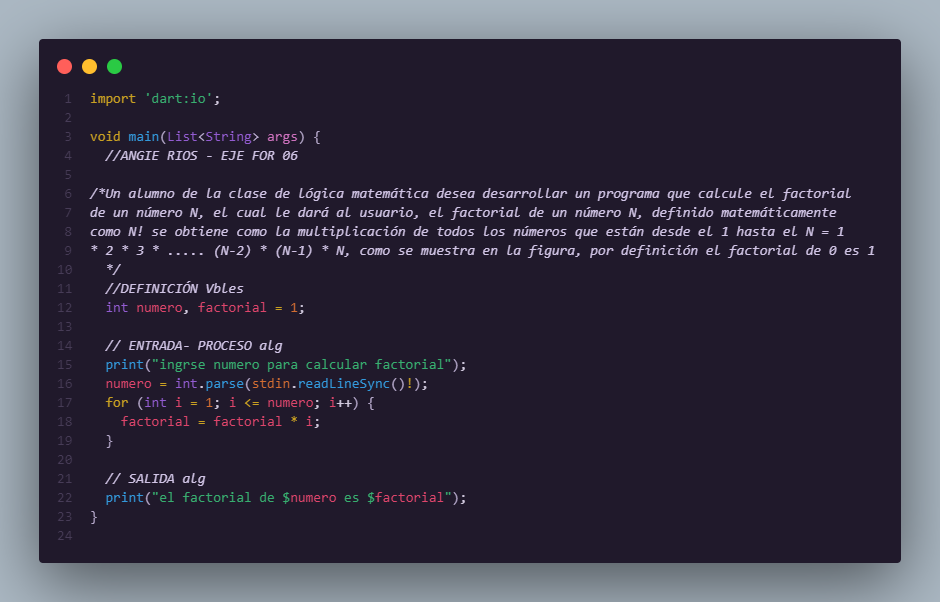 1 import 'dart:io';
2
3 void main(List<String> args) {
4 //ANGIE RIOS - EJE FOR 06
5
6 /*Un alumno de la clase de lógica matemática desea desarrollar un programa que calcule el factorial
7 de un número N, el cual le dará al usuario, el factorial de un número N, definido matemáticamente
8 como N! se obtiene como la multiplicación de todos los números que están desde el 1 hasta el N = 1
9 * 2 * 3 * ..... (N-2) * (N-1) * N, como se muestra en la figura, por definición el factorial de 0 es 1
10 */
11 //DEFINICIÓN Vbles
12 int numero, factorial = 1;
13
14 // ENTRADA- PROCESO alg
15 print("ingrse numero para calcular factorial");
16 numero = int.parse(stdin.readLineSync()!);
17 for (int i = 1; i <= numero; i++) {
18 factorial = factorial * i;
19 }
20
21 // SALIDA alg
22 print("el factorial de $numero es $factorial");
23 }
24